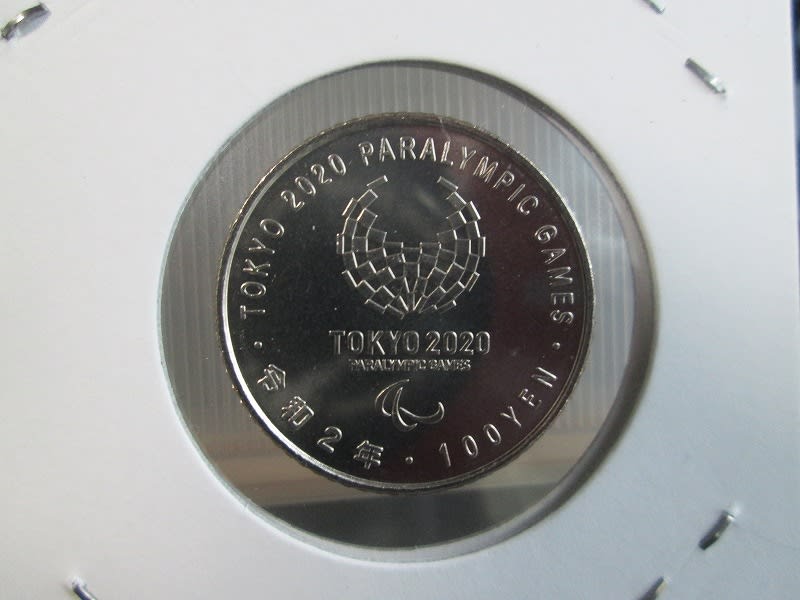 · TOKYO 2020 PARALYMPIC GAMES ·
TOKYO 2020
PARALYMPIC GAMES
令和2年 · 100YEN